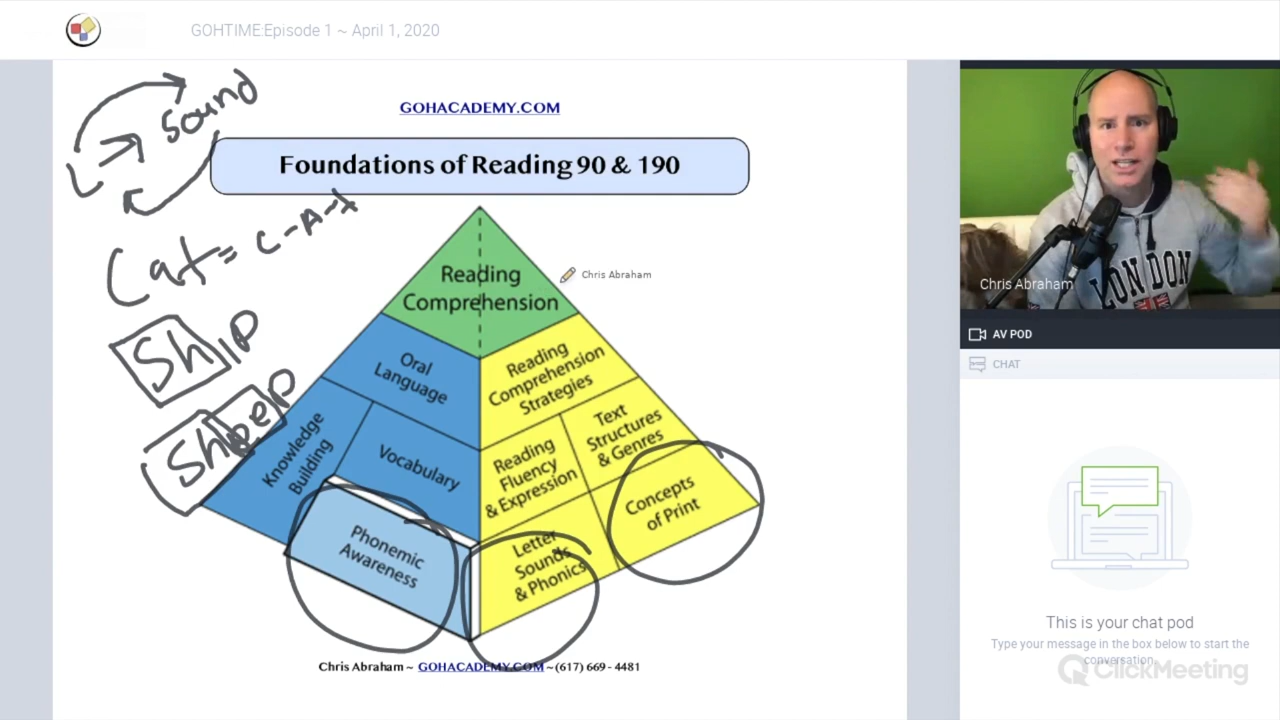 GOHTIME:Episode 1 ~ April 1, 2020
GOHACADEMY.COM
Foundations of Reading 90 & 190
L → Sound
Cat = C-A-t
Ship
Sheep
Reading
Comprehension
Chris Abraham
Oral
Language
Reading
Comprehension
Strategies
Knowledge
Building
Vocabulary
Reading
Fluency
& Expression
Text
Structures
& Genres
Phonemic
Awareness
Letter
Sounds
& Phonics
Concepts
of Print
Chris Abraham ~ GOHACADEMY.COM ~ (617) 669 - 4481
LONDON
Chris Abraham
AV POD
CHAT
This is your chat pod
Type your message in the box below to start the
conversation
ClickMeeting